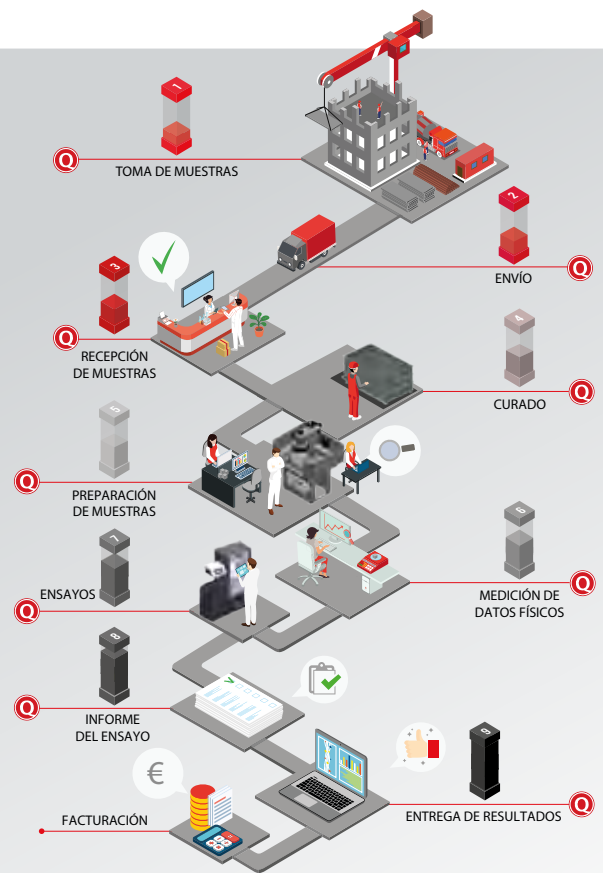 1
Q
TOMA DE MUESTRAS
2
ENVÍO
Q
3
Q
RECEPCIÓN
DE MUESTRAS
4
CURADO
Q
5
Q
PREPARACIÓN
DE MUESTRAS
6
MEDICIÓN DE
DATOS FÍSICOS
Q
7
ENSAYOS
Q
8
Q
INFORME
DEL ENSAYO
9
ENTREGA DE RESULTADOS
Q
€
FACTURACIÓN